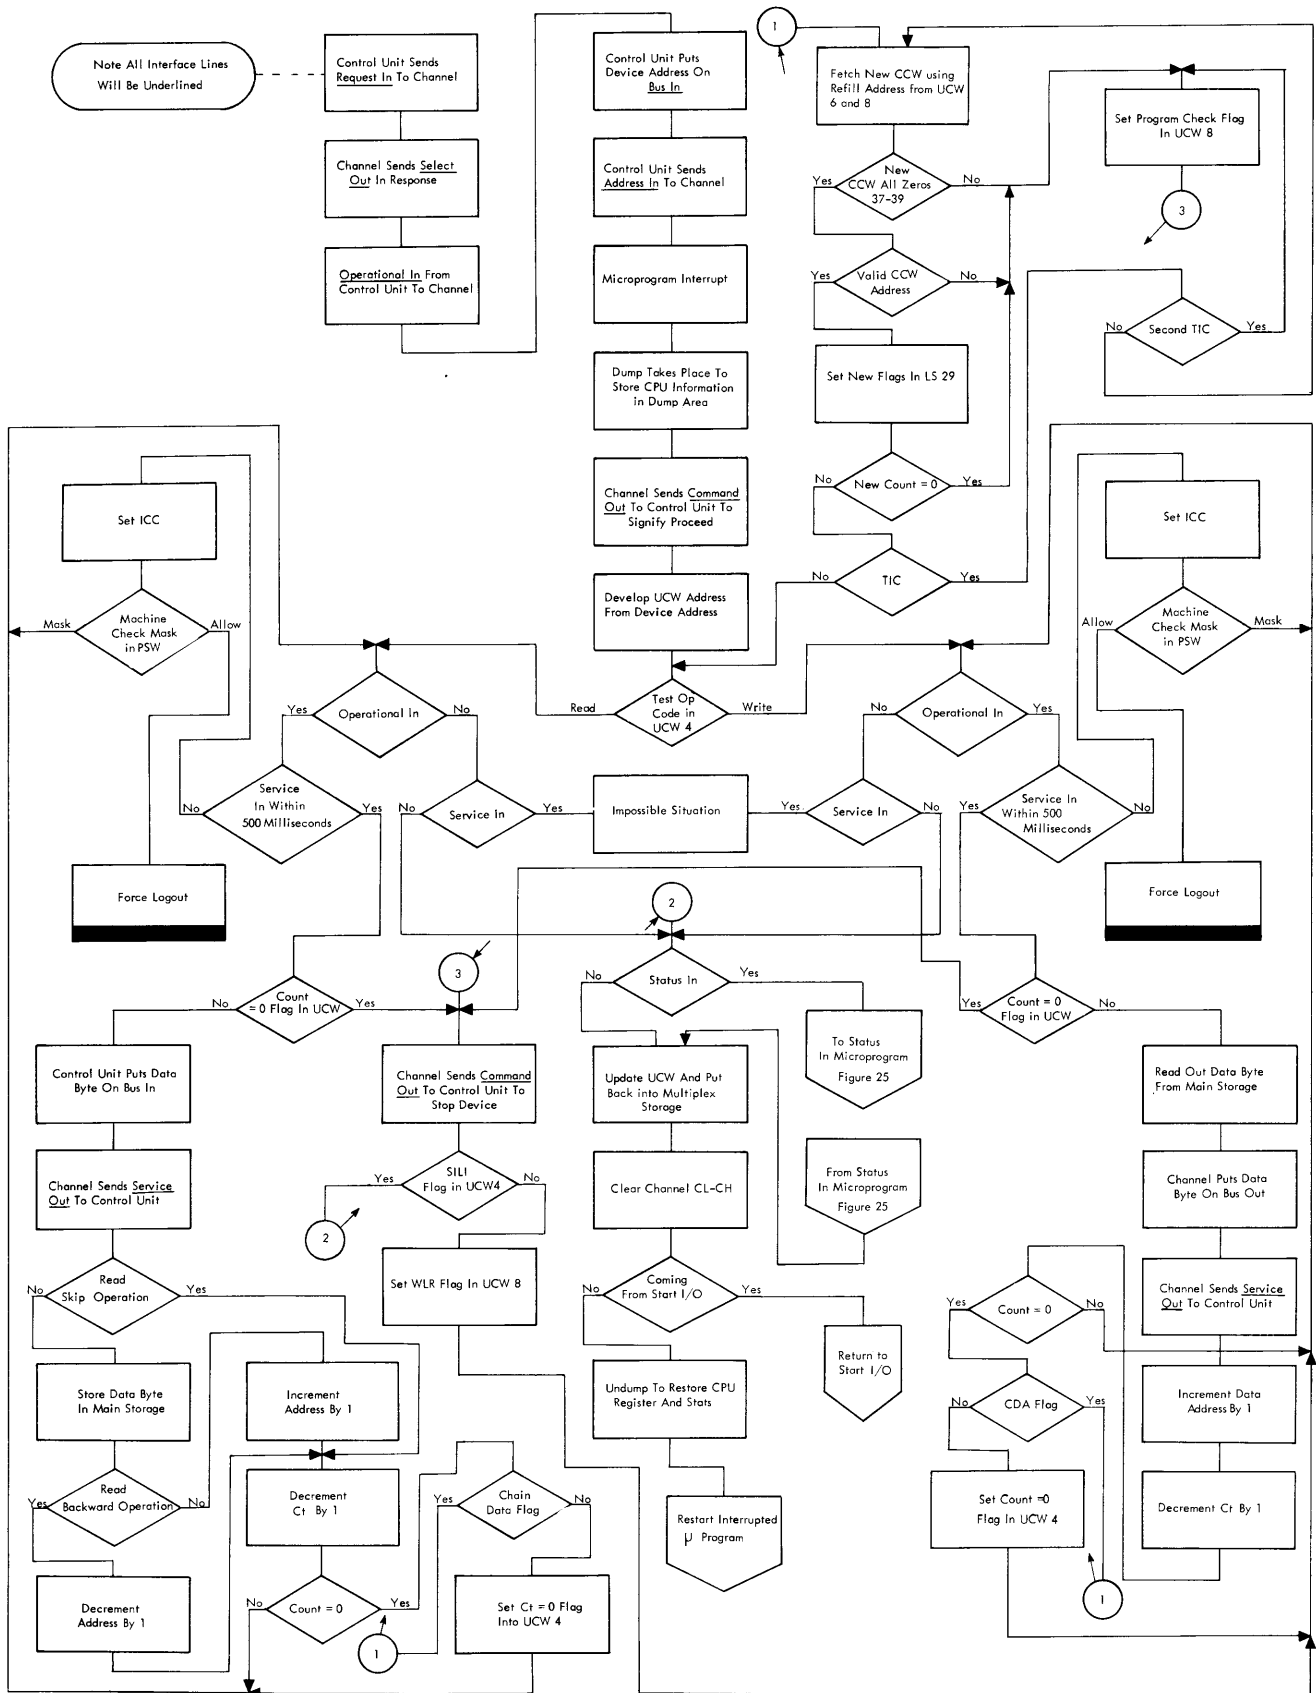 Note All Interface Lines
Will Be Underlined
Control Unit Sends
Request In To Channel
Channel Sends Select
Out In Response
Operational In From
Control Unit To Channel
Control Unit Puts
Device Address On
Bus In
Control Unit Sends
Address In To Channel
Microprogram Interrupt
Dump Takes Place To
Store CPU Information
in Dump Area
Channel Sends Command
Out To Control Unit To
Signify Proceed
Develop UCW Address
From Device Address
Test Op
Code in
UCW 4
Read
Write
1
Fetch New CCW using
Refill Address from UCW
6 and 8
New
CCW All Zeros
37-39
Yes
No
Valid CCW
Address
Yes
No
Set New Flags In LS 29
New Count = 0
No
Yes
TIC
No
Yes
Set Program Check Flag
In UCW 8
3
Second TIC
No
Yes
Set ICC
Machine
Check Mask
in PSW
Mask
Allow
Operational In
Yes
No
Service
In Within
500 Milliseconds
No
Yes
Service In
No
Yes
Impossible Situation
Force Logout
Set ICC
Machine
Check Mask
in PSW
Allow
Mask
Operational In
No
Yes
Service In
Yes
No
Service In
Within 500
Milliseconds
Yes
No
Force Logout
2
3
Status In
No
Yes
To Status
In Microprogram
Figure 25
Count
= 0 Flag In UCW
No
Yes
Count = 0
Flag in UCW
Yes
No
Control Unit Puts Data
Byte On Bus In
Channel Sends Service
Out To Control Unit
Read
Skip Operation
No
Yes
Store Data Byte
In Main Storage
Read
Backward Operation
Yes
No
Decrement
Address By 1
Increment
Address By 1
Decrement
Ct By 1
Count = 0
No
Yes
Channel Sends Command
Out To Control Unit To
Stop Device
SILI
Flag in UCW4
Yes
No
2
Set WLR Flag In UCW 8
Chain
Data Flag
Yes
No
1
Set Ct = 0 Flag
Into UCW 4
Update UCW And Put
Back into Multiplex
Storage
Clear Channel CL-CH
From Status
In Microprogram
Figure 25
Coming
From Start I/O
No
Yes
Return to
Start I/O
Undump To Restore CPU
Register And Stats
Restart Interrupted
μ Program
Read Out Data Byte
From Main Storage
Channel Puts Data
Byte On Bus Out
Channel Sends Service
Out To Control Unit
Increment Data
Address By 1
Decrement Ct By 1
Count = 0
Yes
No
CDA Flag
No
Yes
Set Count =0
Flag In UCW 4
1